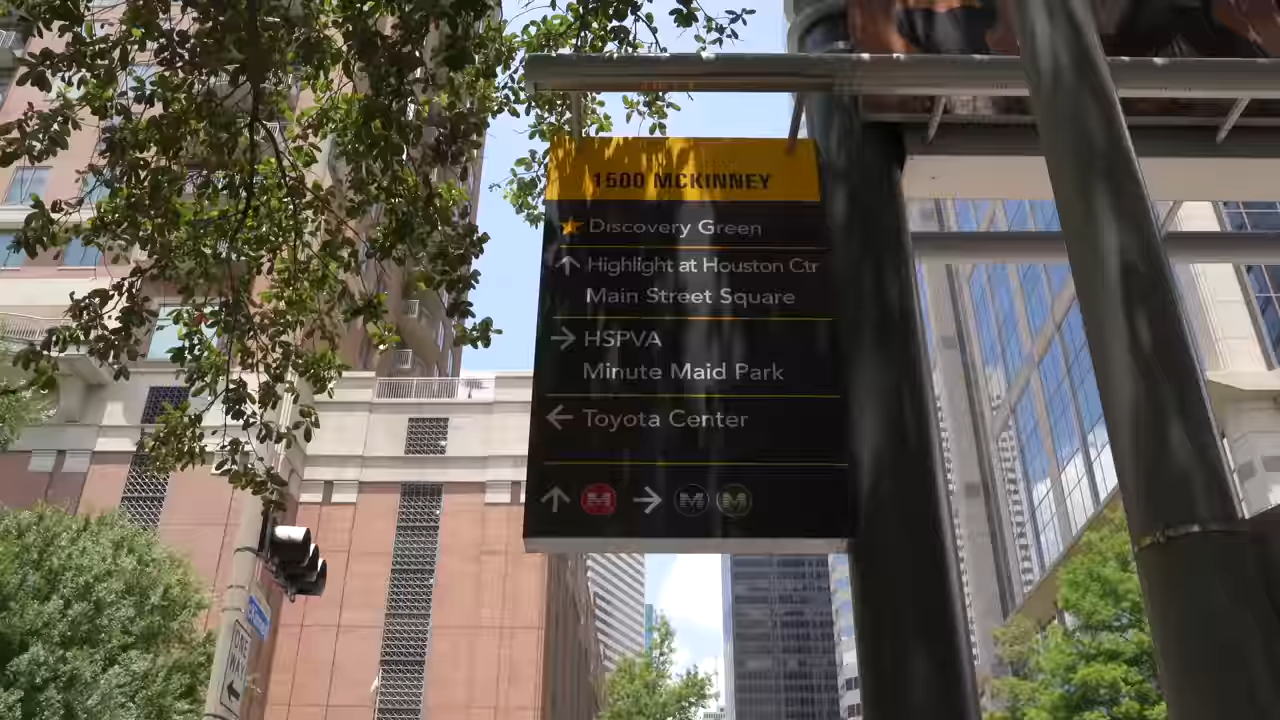 1500 MCKINNEY
Discovery Green
Highlight at Houston Ctr
Main Street Square
HSPVA
Minute Maid Park
Toyota Center
M M M
ONE
WAY